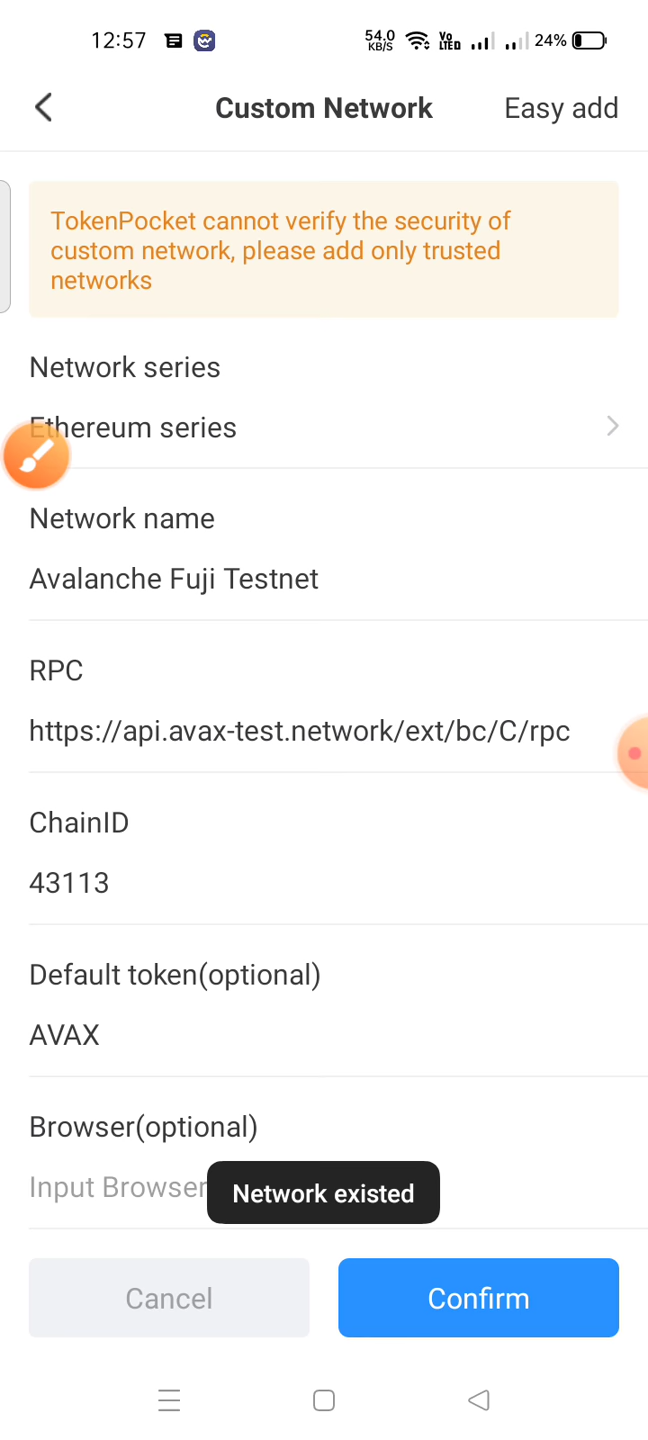 12:57
54.0 KB/S
Vo LTED
24%
Custom Network
Easy add
TokenPocket cannot verify the security of
custom network, please add only trusted
networks
Network series
Ethereum series
Network name
Avalanche Fuji Testnet
RPC
https://api.avax-test.network/ext/bc/C/rpc
ChainID
43113
Default token(optional)
AVAX
Browser(optional)
Input Browser
Network existed
Cancel
Confirm